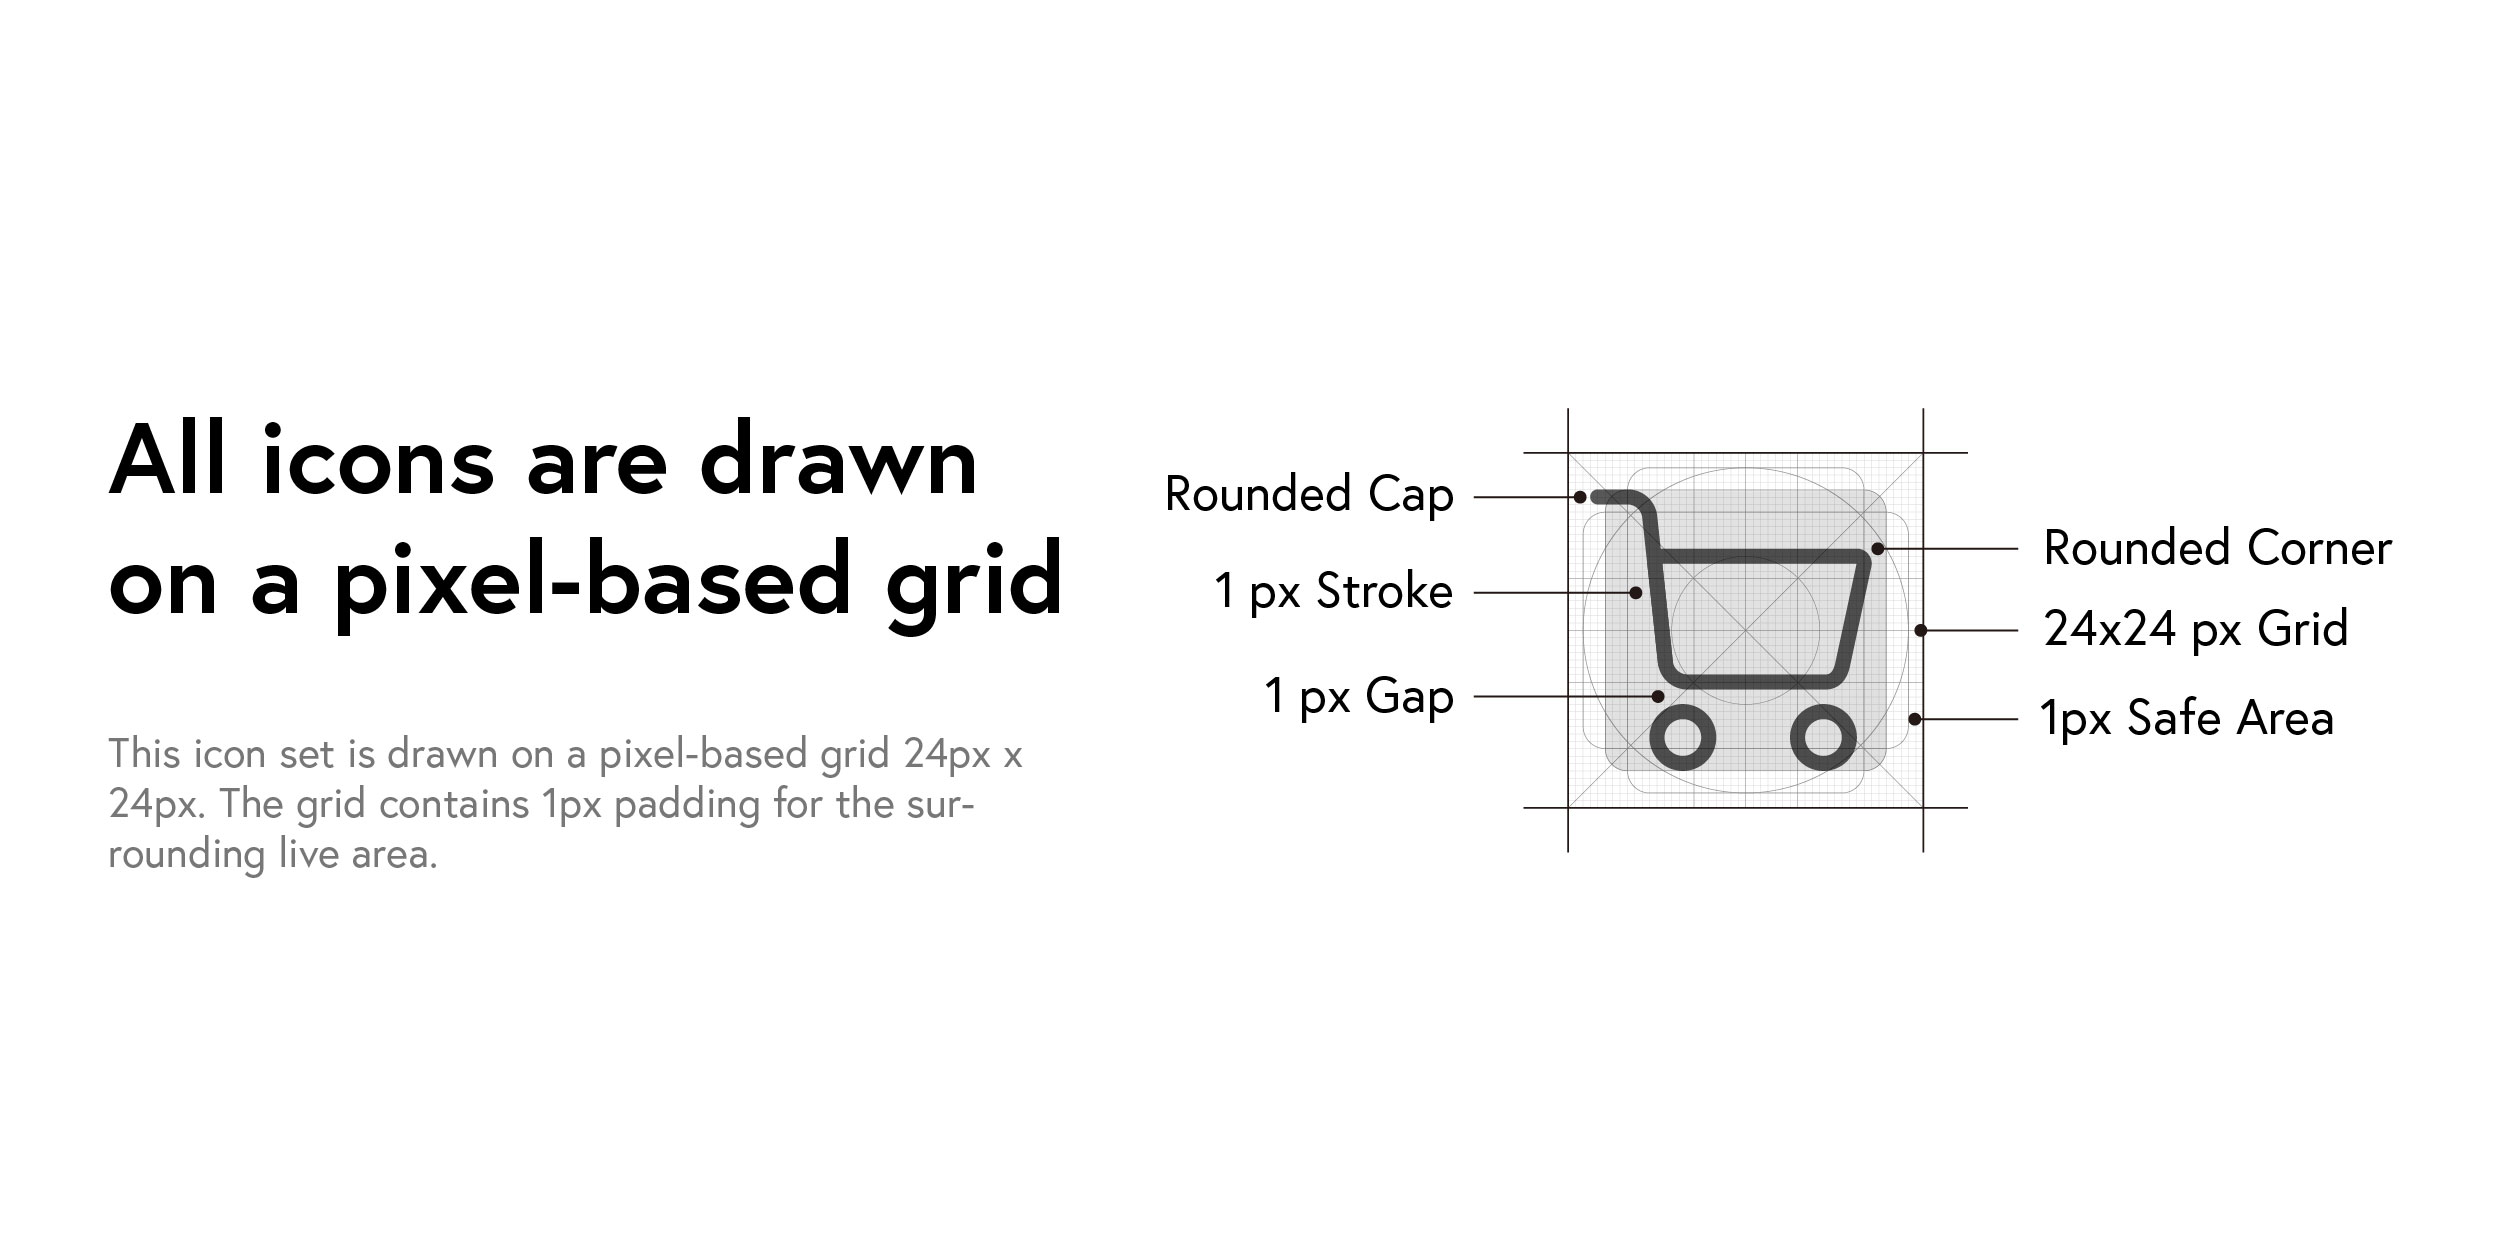 All icons are drawn
on a pixel-based grid
This icon set is drawn on a pixel-based grid 24px x
24px. The grid contains 1px padding for the sur-
rounding live area.
Rounded Cap
1 px Stroke
1 px Gap
Rounded Corner
24x24 px Grid
1px Safe Area